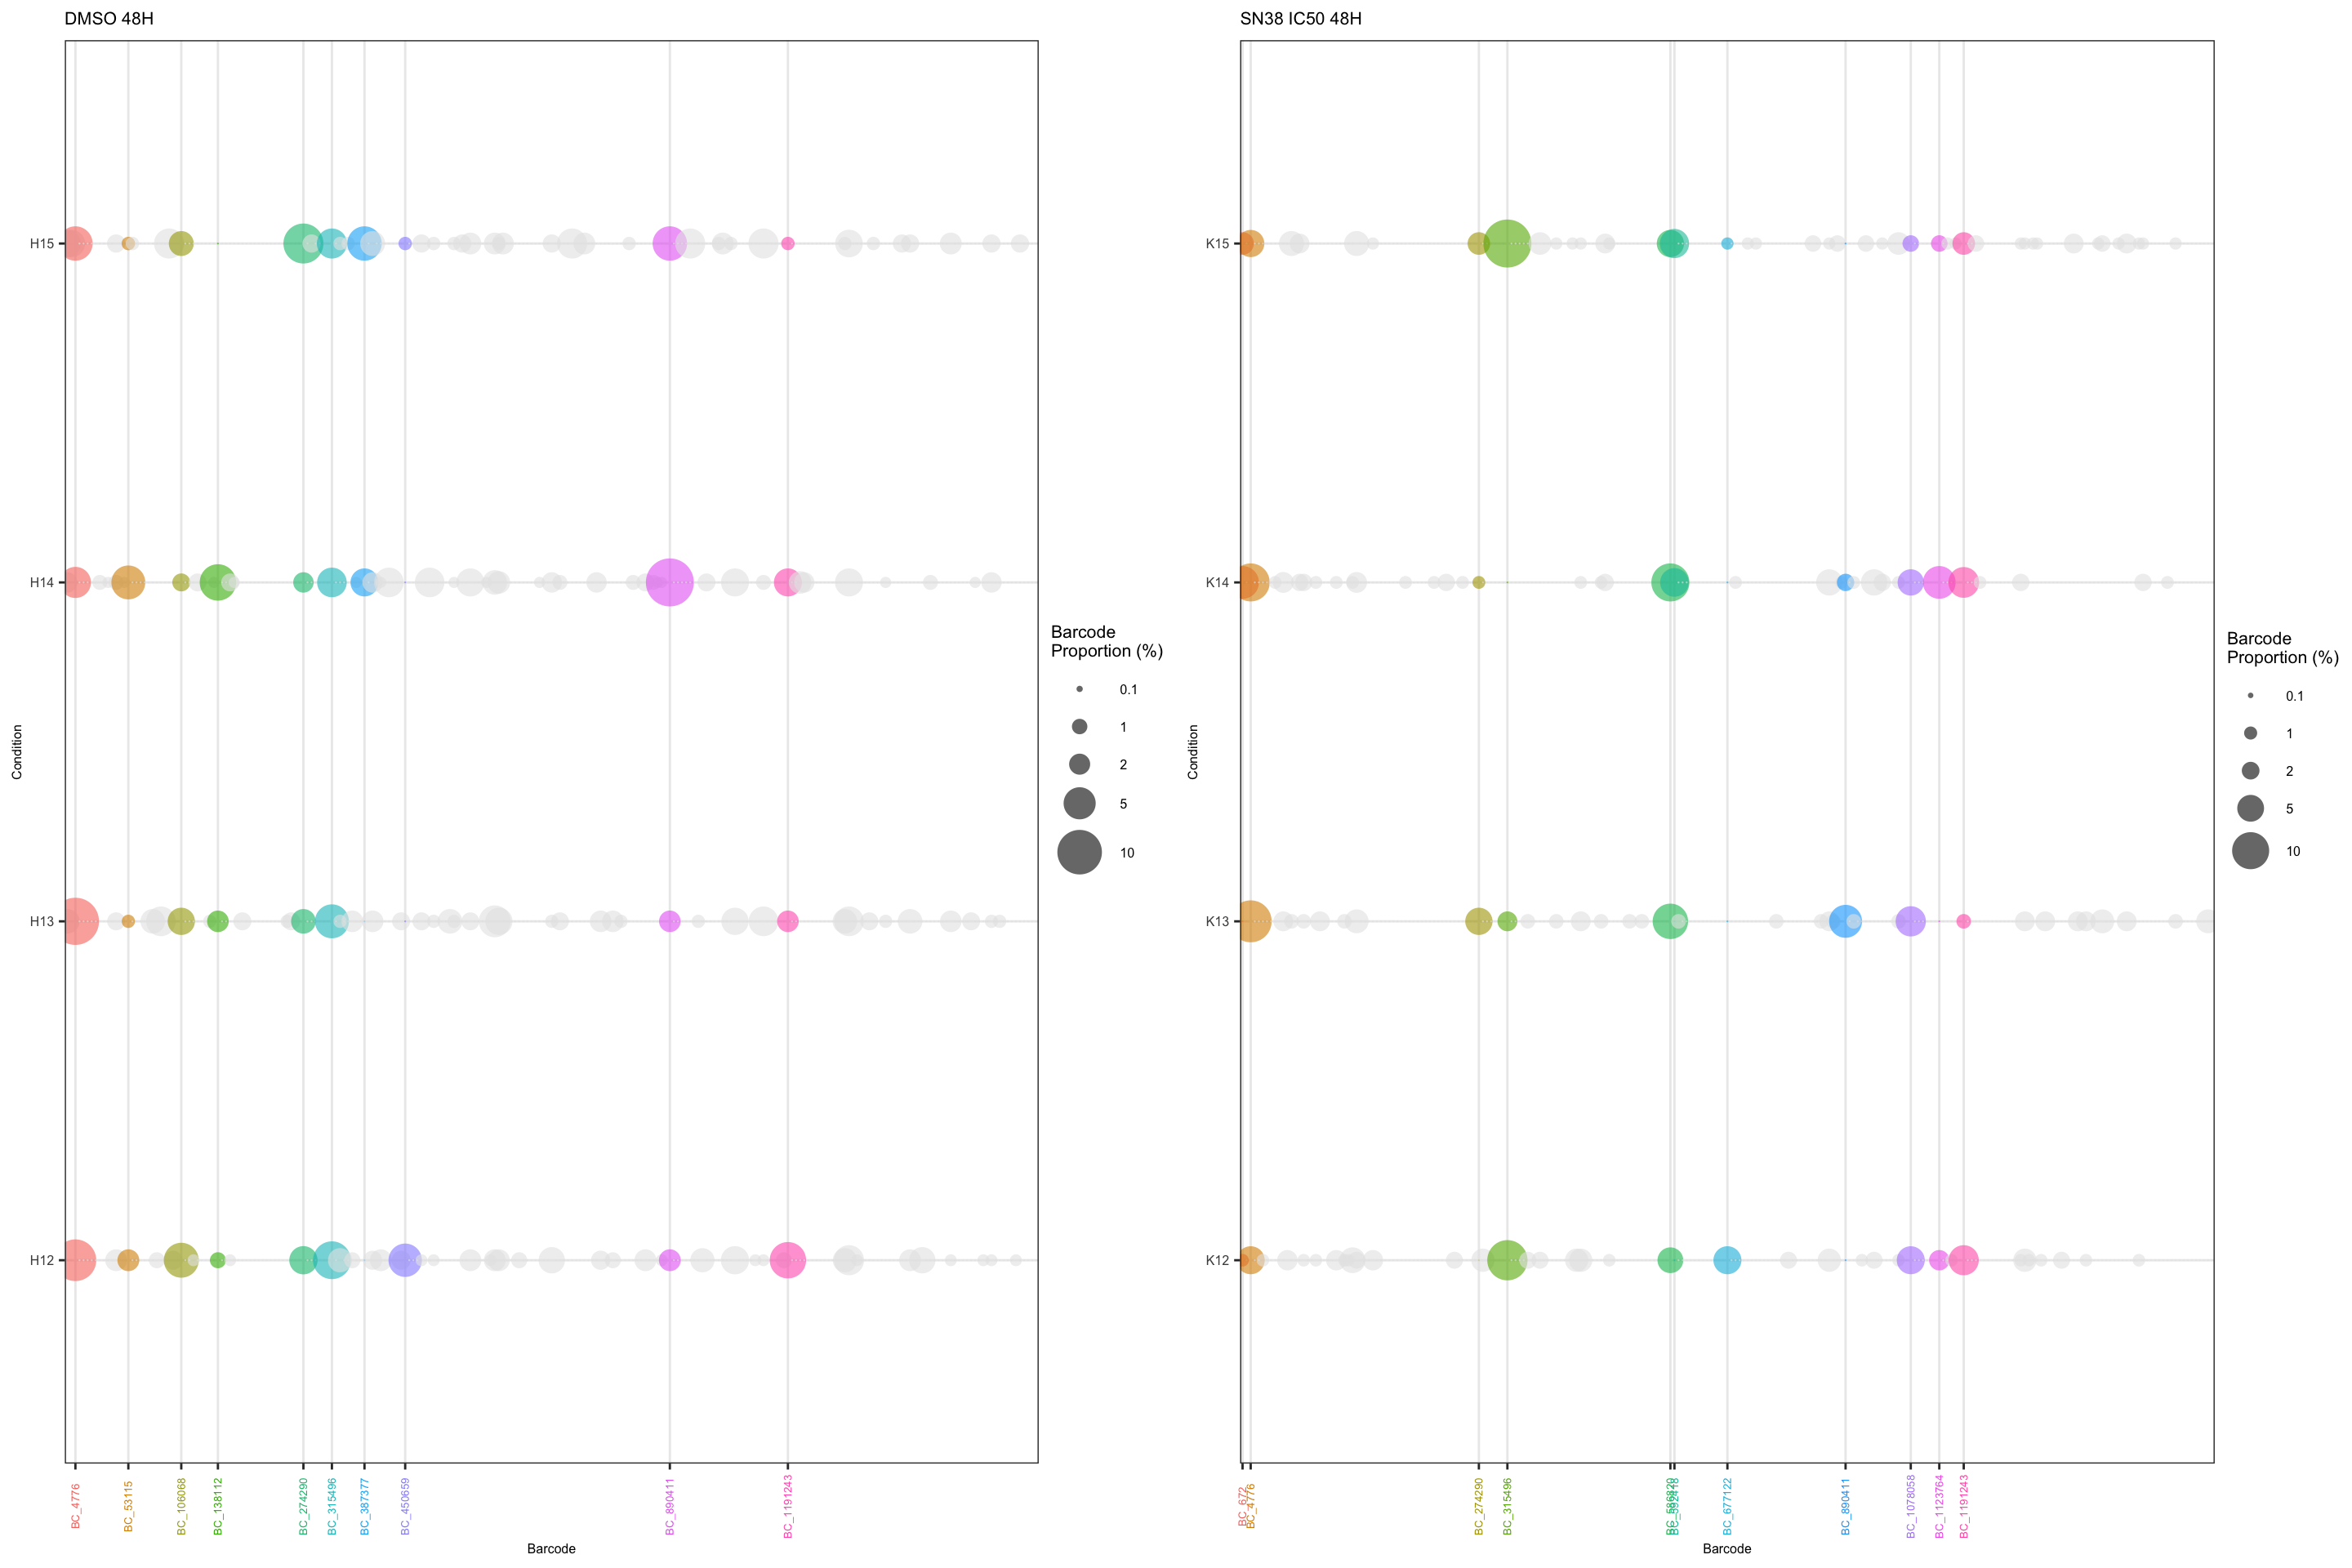 DMSO 48H
H15
H14
H13
H12
Condition
BC_4776
BC_53115
BC_106068
BC_138112
BC_274290
BC_315496
BC_387377
BC_450659
BC_890411
BC_1191243
Barcode
Barcode
Proportion (%)
0.1
1
2
5
10
SN38 IC50 48H
K15
K14
K13
K12
Condition
BC_672
BC_4776
BC_274290
BC_315496
BC_677122
BC_890411
BC_1078058
BC_1123764
BC_1191243
Barcode
Barcode
Proportion (%)
0.1
1
2
5
10